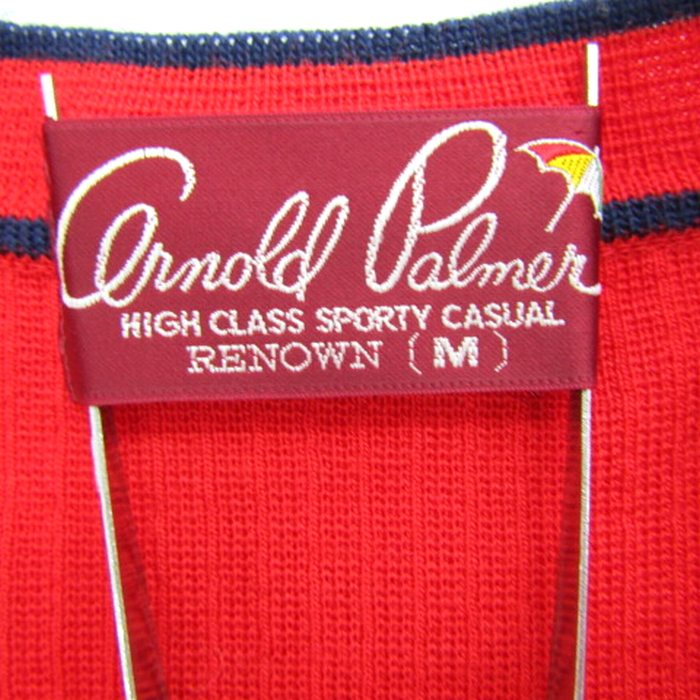 Arnold Palmer
HIGH CLASS SPORTY CASUAL
RENOWN (M)